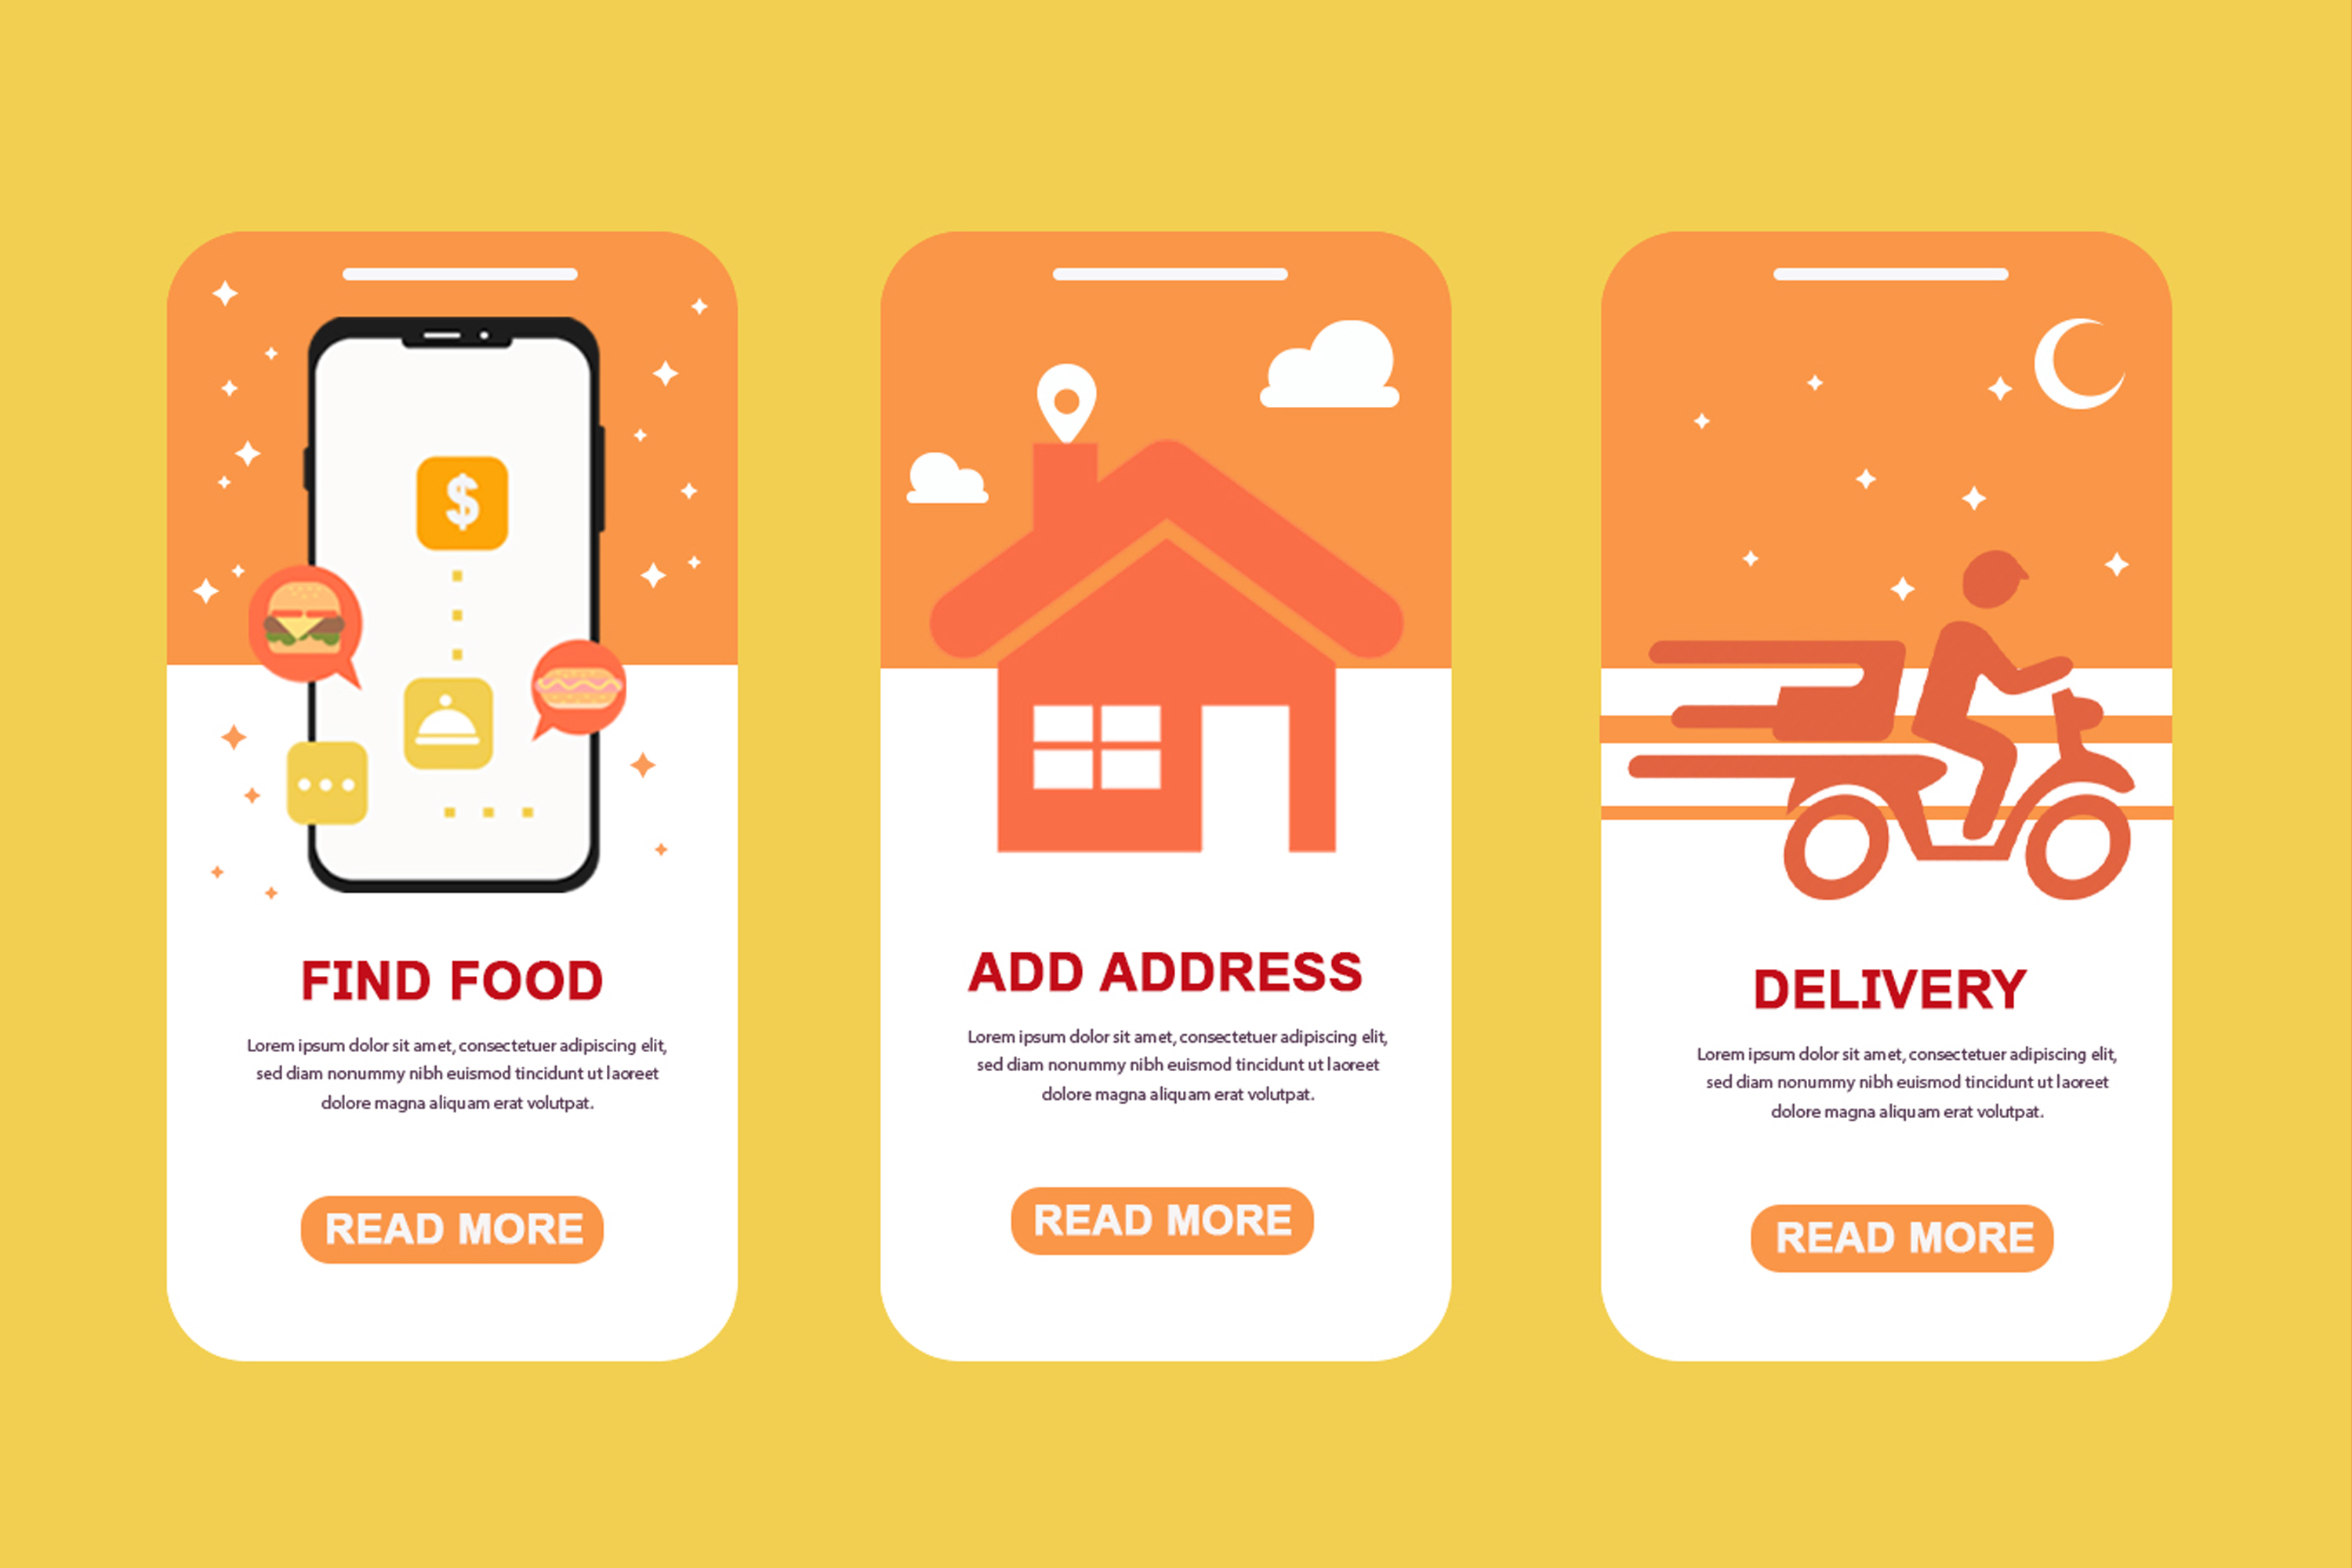 $
FIND FOOD
Lorem ipsum dolor sit amet, consectetuer adipiscing elit,
sed diam nonummy nibh euismod tincidunt ut laoreet
dolore magna aliquam erat volutpat.
READ MORE
ADD ADDRESS
Lorem ipsum dolor sit amet, consectetuer adipiscing elit,
sed diam nonummy nibh euismod tincidunt ut laoreet
dolore magna aliquam erat volutpat.
READ MORE
DELIVERY
Lorem ipsum dolor sit amet, consectetuer adipiscing elit,
sed diam nonummy nibh euismod tincidunt ut laoreet
dolore magna aliquam erat volutpat.
READ MORE